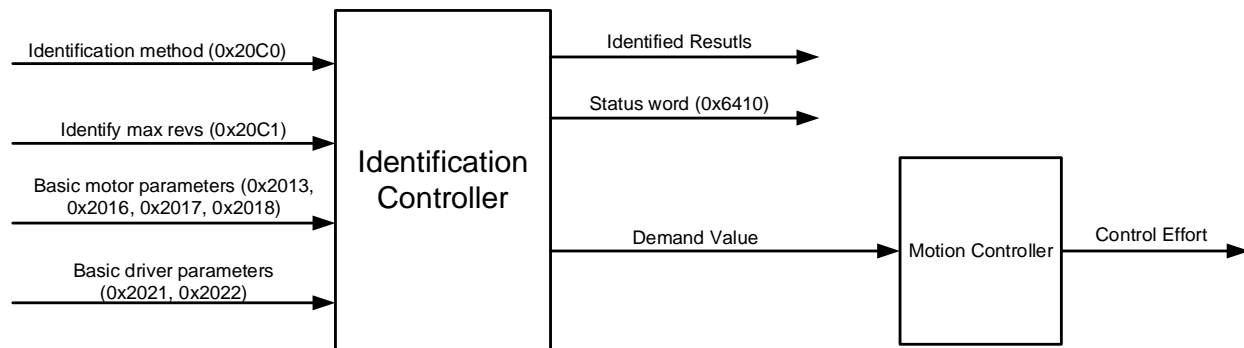 Identification method (0x20C0)
Identify max revs (0x20C1)
Basic motor parameters (0x2013,
0x2016, 0x2017, 0x2018)
Basic driver parameters
(0x2021, 0x2022)
Identification
Controller
Identified Resutls
Status word (0x6410)
Demand Value
Motion Controller
Control Effort